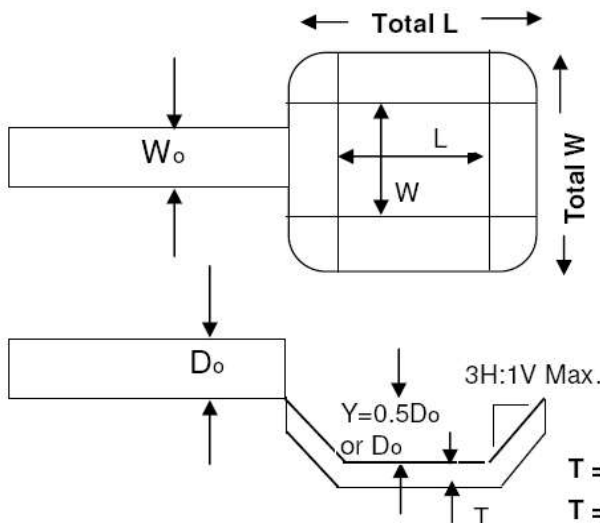 Total L
Wo
L
W
Total W
Do
3H:1V Max.
Y=0.5Do
or Do
T =
T =
T